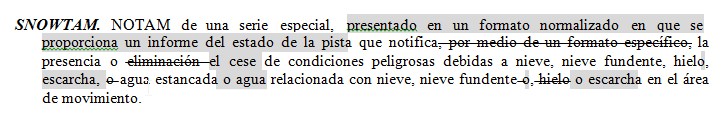 SNOWTAM. NOTAM de una serie especial, presentado en un formato normalizado en que se
proporciona un informe del estado de la pista que notifica, por medio de un formato específico, la
presencia o eliminación el cese de condiciones peligrosas debidas a nieve, nieve fundente, hielo,
escarcha, o agua estancada o agua relacionada con nieve, nieve fundente o, hielo o escarcha en el área
de movimiento.